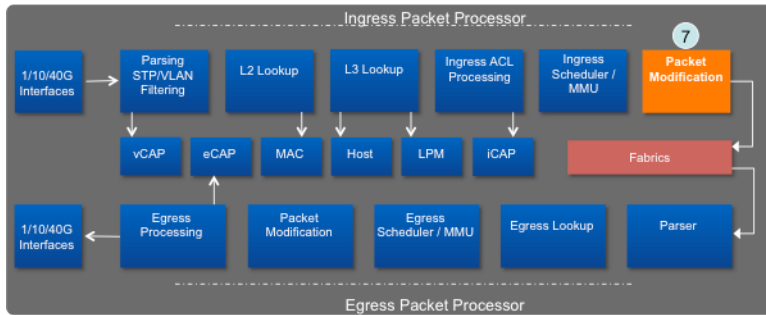 Ingress Packet Processor
7
1/10/40G
Interfaces
Parsing
STP/VLAN
Filtering
L2 Lookup
L3 Lookup
Ingress ACL
Processing
Ingress
Scheduler /
MMU
Packet
Modification
vCAP
eCAP
MAC
Host
LPM
iCAP
Fabrics
1/10/40G
Interfaces
Egress
Processing
Packet
Modification
Egress
Scheduler / MMU
Egress Lookup
Parser
Egress Packet Processor